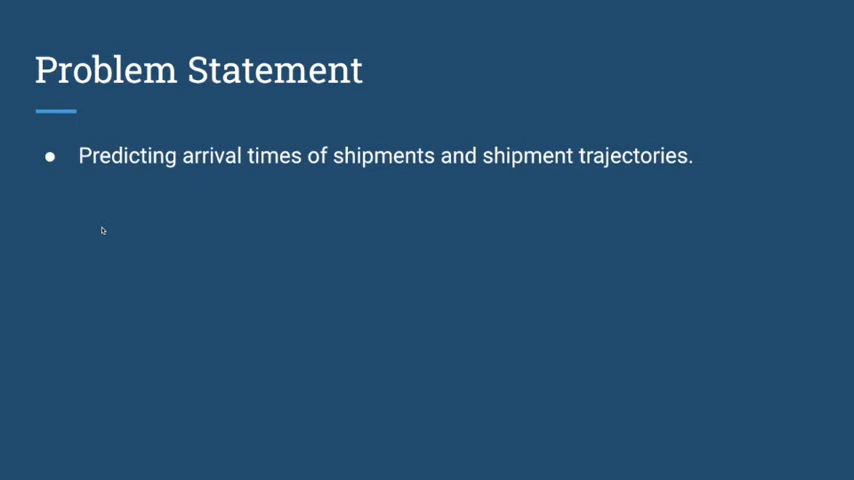 Problem Statement
● Predicting arrival times of shipments and shipment trajectories.